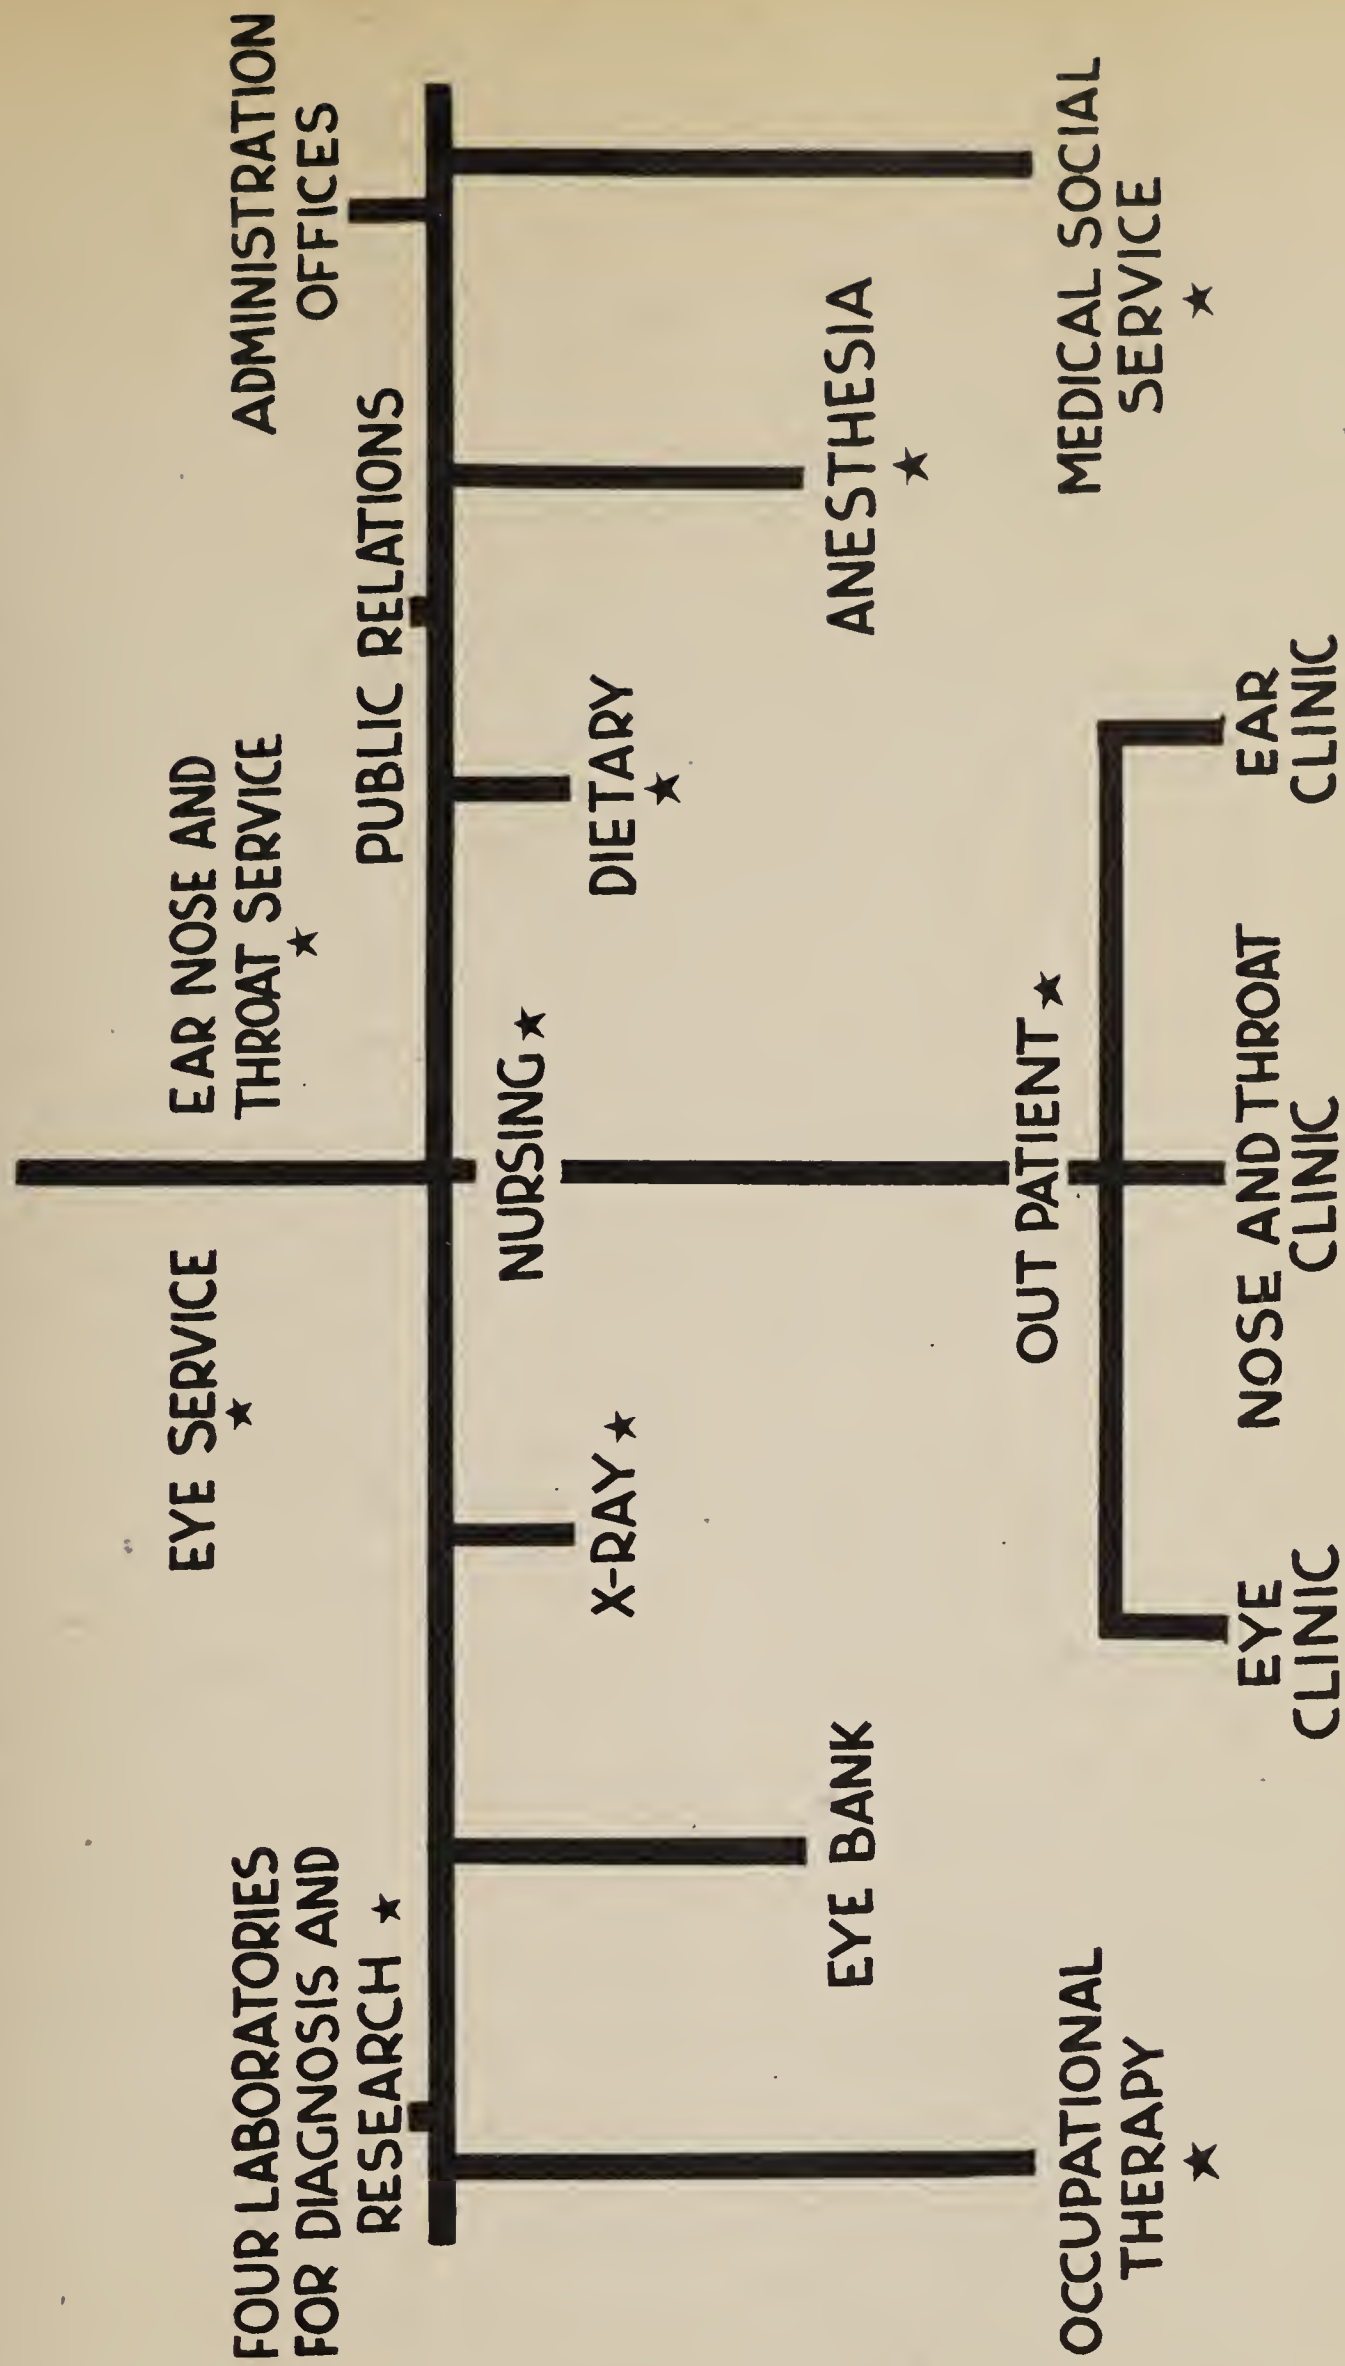 EYE SERVICE
★
EAR NOSE AND
THROAT SERVICE
★
FOUR LABORATORIES
FOR DIAGNOSIS AND
RESEARCH ★
PUBLIC RELATIONS
ADMINISTRATION
OFFICES
NURSING ★
X-RAY ★
DIETARY
★
EYE BANK
ANESTHESIA
★
OCCUPATIONAL
THERAPY
★
OUT PATIENT ★
MEDICAL SOCIAL
SERVICE
★
EYE
CLINIC
NOSE AND THROAT
CLINIC
EAR
CLINIC